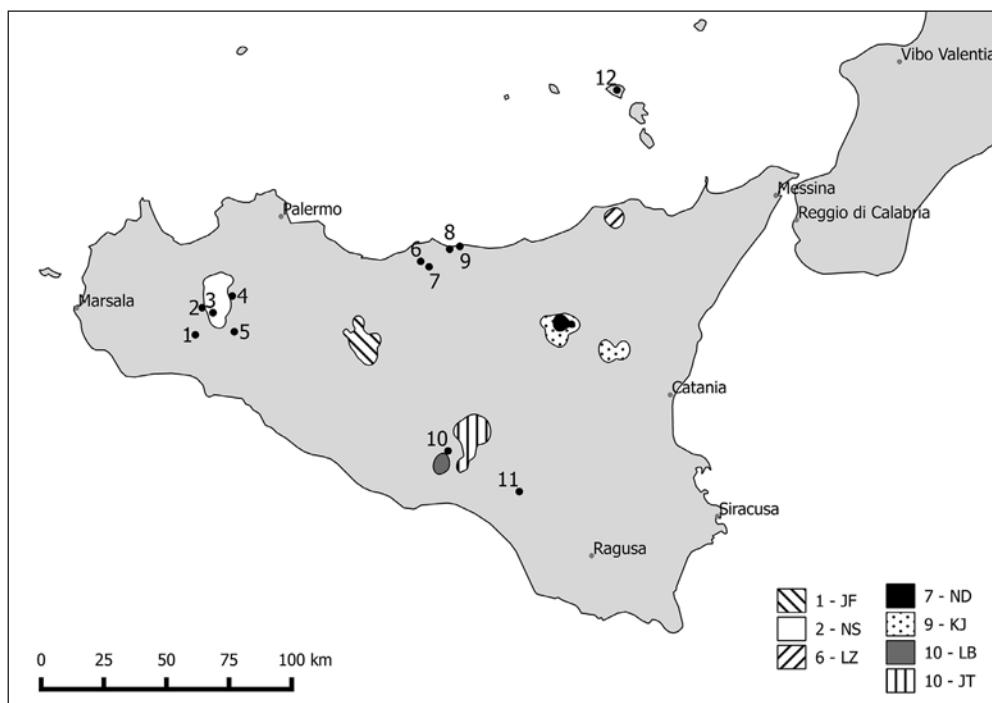 Vibo Valentia
12
Messina
Palermo
Reggio di Calabria
8
6
9
7
4
2
3
Marsala
1
5
Catania
10
11
Siracusa
Ragusa
1 - JF
2 - NS
6 - LZ
7 - ND
9 - KJ
10 - LB
10 - JT
0 25 50 75 100 km